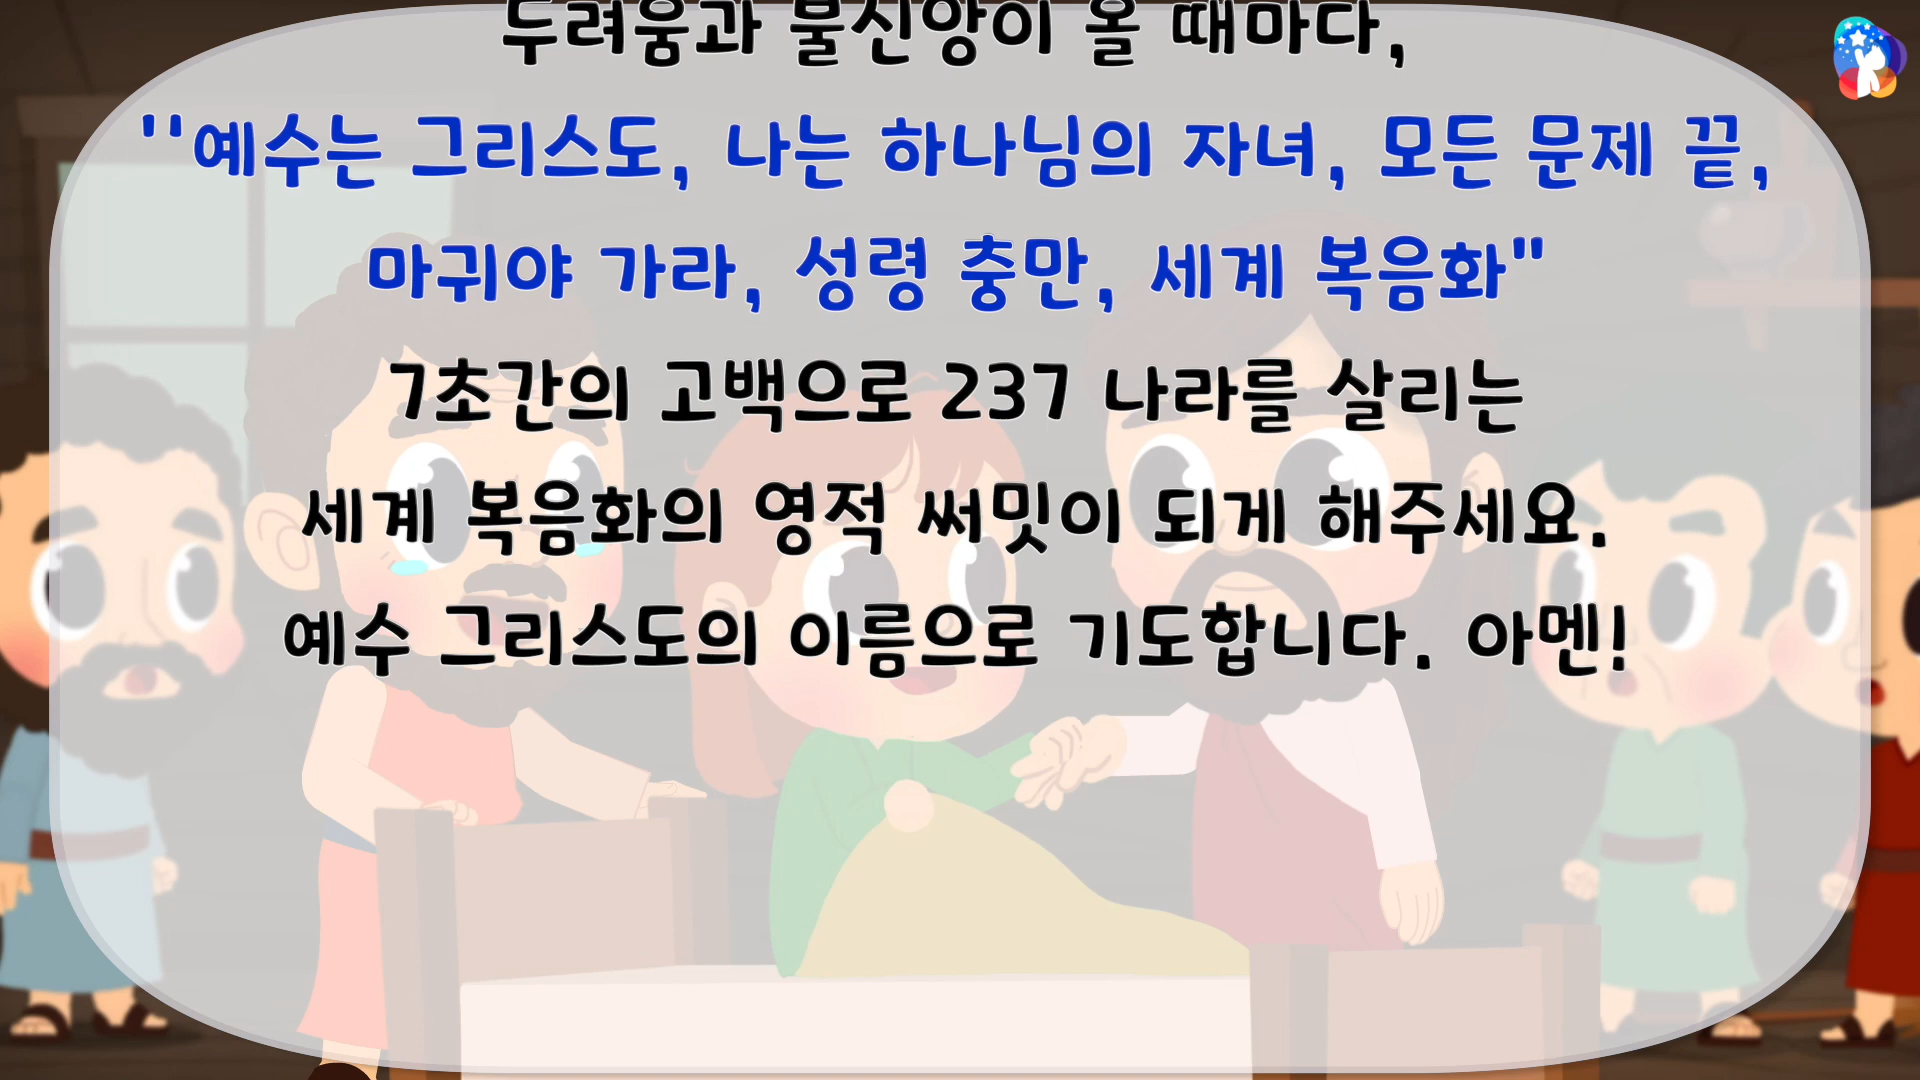 두려움과 불신앙이 올 때마다,
''예수는 그리스도, 나는 하나님의 자녀, 모든 문제 끝,
마귀야 가라, 성령 충만, 세계 복음화"
7초간의 고백으로 237 나라를 살리는
세계 복음화의 영적 써밋이 되게 해주세요.
예수 그리스도의 이름으로 기도합니다. 아멘!